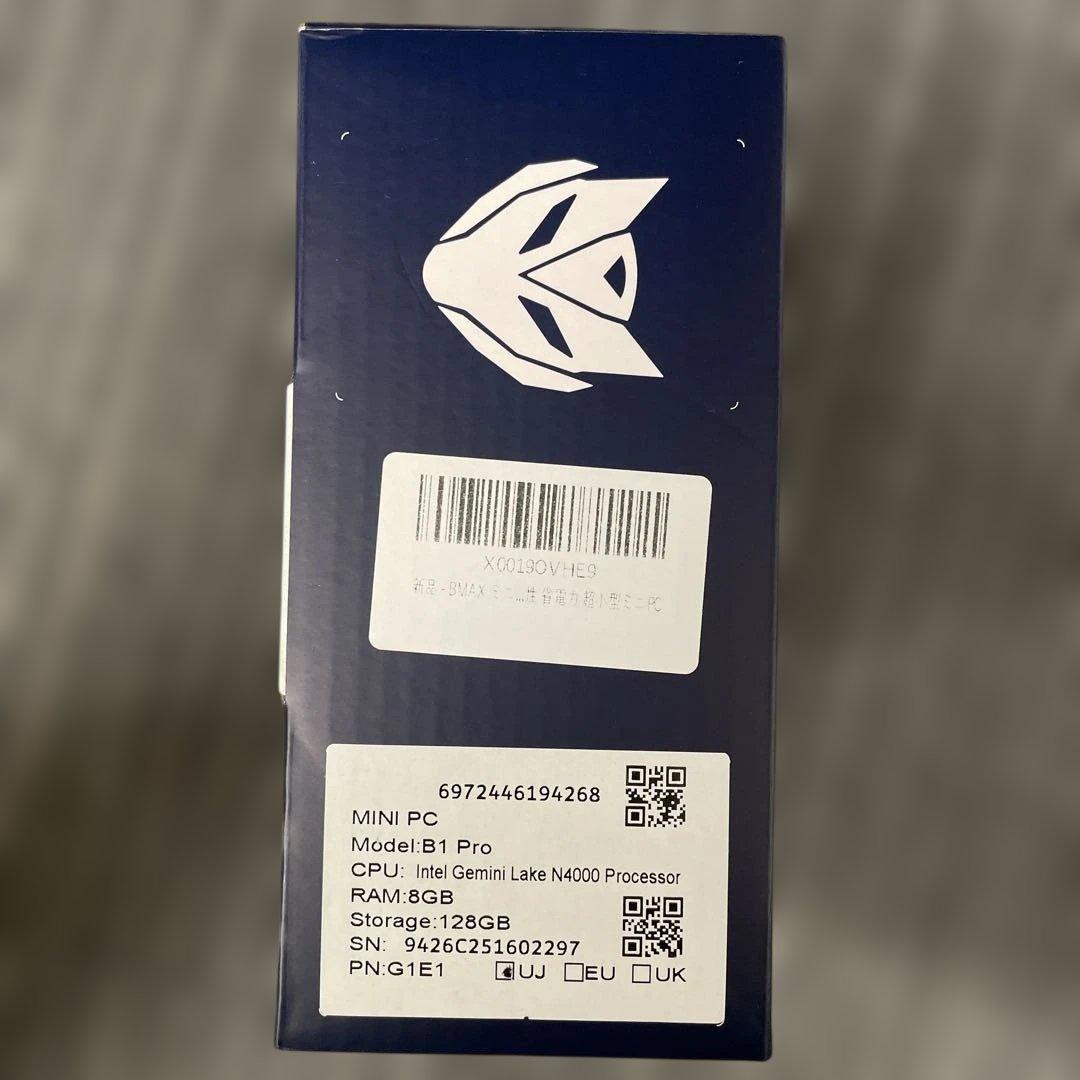 X0019OVHE9
新品 - BMAX ミニ...性 省電力 超小型ミニPC
6972446194268
MINI PC
Model:B1 Pro
CPU: Intel Gemini Lake N4000 Processor
RAM:8GB
Storage:128GB
SN: 9426C251602297
PN:G1E1 UJ EU UK